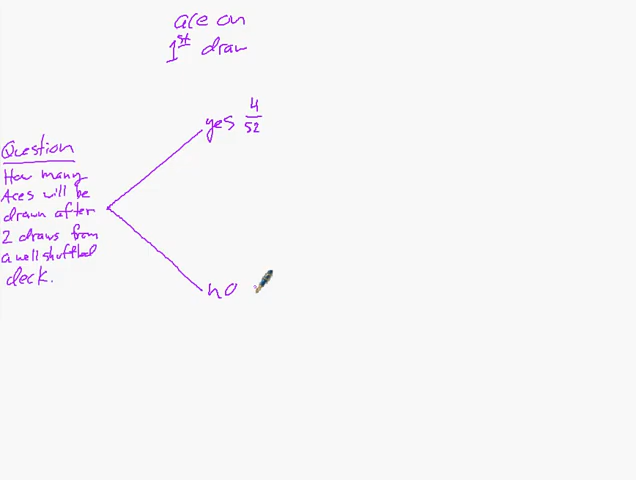 ace on
1st draw
yes 4/52
Question
How many
Aces will be
drawn after
2 draws from
a well shuffled
deck.
no